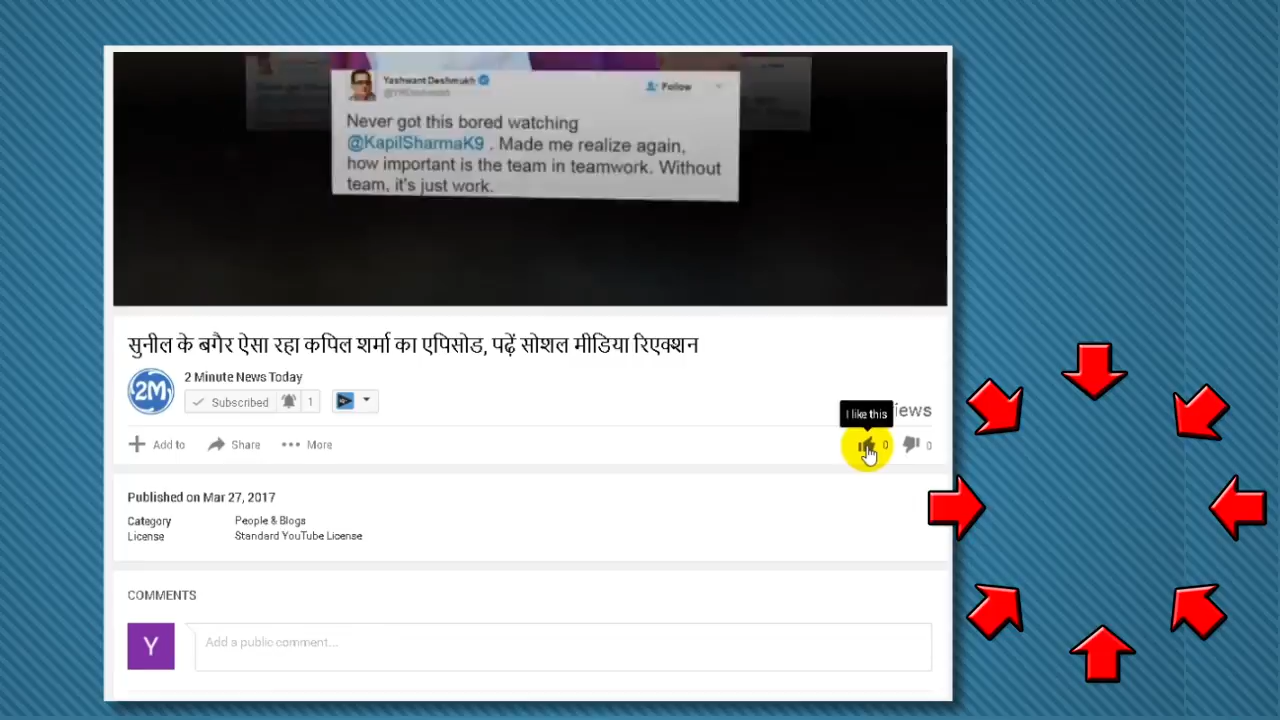 Yashwant Deshmukh
Follow
Never got this bored watching
@KapilSharmaK9 . Made me realize again,
how important is the team in teamwork. Without
team, it's just work.
सुनील के बगैर ऐसा रहा कपिल शर्मा का एपिसोड, पढ़ें सोशल मीडिया रिएक्शन
2M
2 Minute News Today
Subscribed 1
I like this
iews
Add to Share More 0 0
Published on Mar 27, 2017
Category People & Blogs
License Standard YouTube License
COMMENTS
Y
Add a public comment...